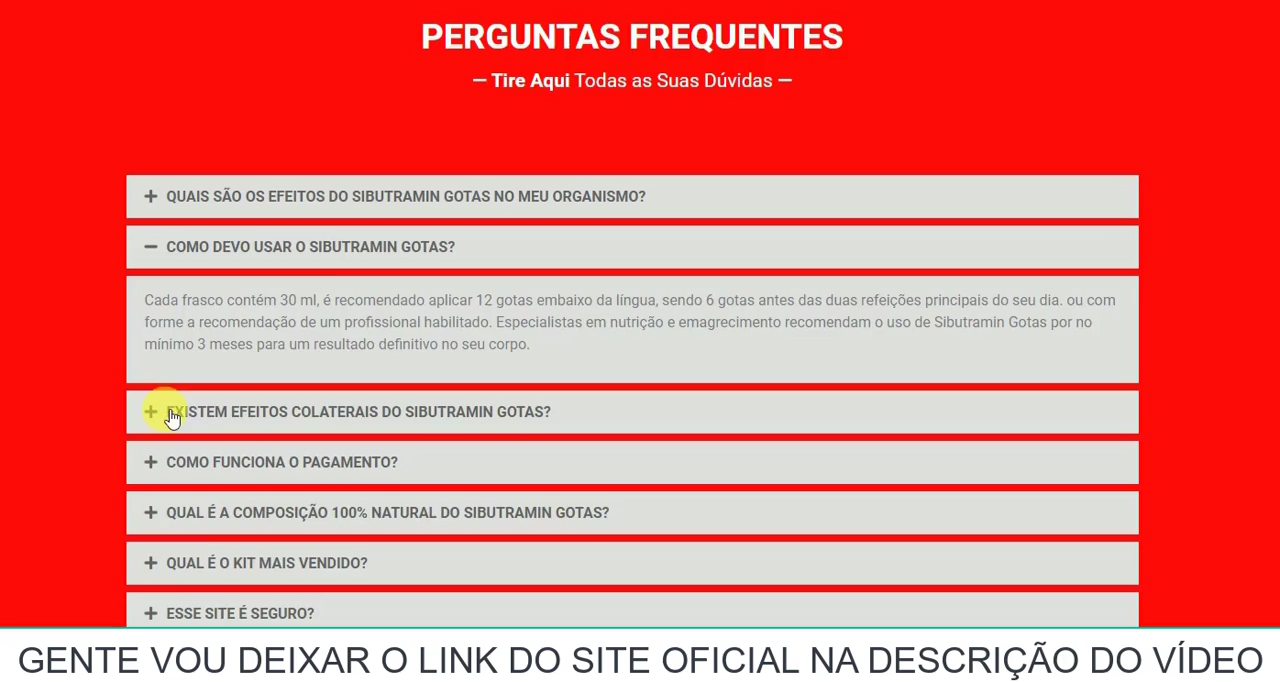 PERGUNTAS FREQUENTES
— Tire Aqui Todas as Suas Dúvidas —
+ QUAIS SÃO OS EFEITOS DO SIBUTRAMIN GOTAS NO MEU ORGANISMO?
− COMO DEVO USAR O SIBUTRAMIN GOTAS?
Cada frasco contém 30 ml, é recomendado aplicar 12 gotas embaixo da língua, sendo 6 gotas antes das duas refeições principais do seu dia. ou com
forme a recomendação de um profissional habilitado. Especialistas em nutrição e emagrecimento recomendam o uso de Sibutramin Gotas por no
mínimo 3 meses para um resultado definitivo no seu corpo.
+ EXISTEM EFEITOS COLATERAIS DO SIBUTRAMIN GOTAS?
+ COMO FUNCIONA O PAGAMENTO?
+ QUAL É A COMPOSIÇÃO 100% NATURAL DO SIBUTRAMIN GOTAS?
+ QUAL É O KIT MAIS VENDIDO?
+ ESSE SITE É SEGURO?
GENTE VOU DEIXAR O LINK DO SITE OFICIAL NA DESCRIÇÃO DO VÍDEO